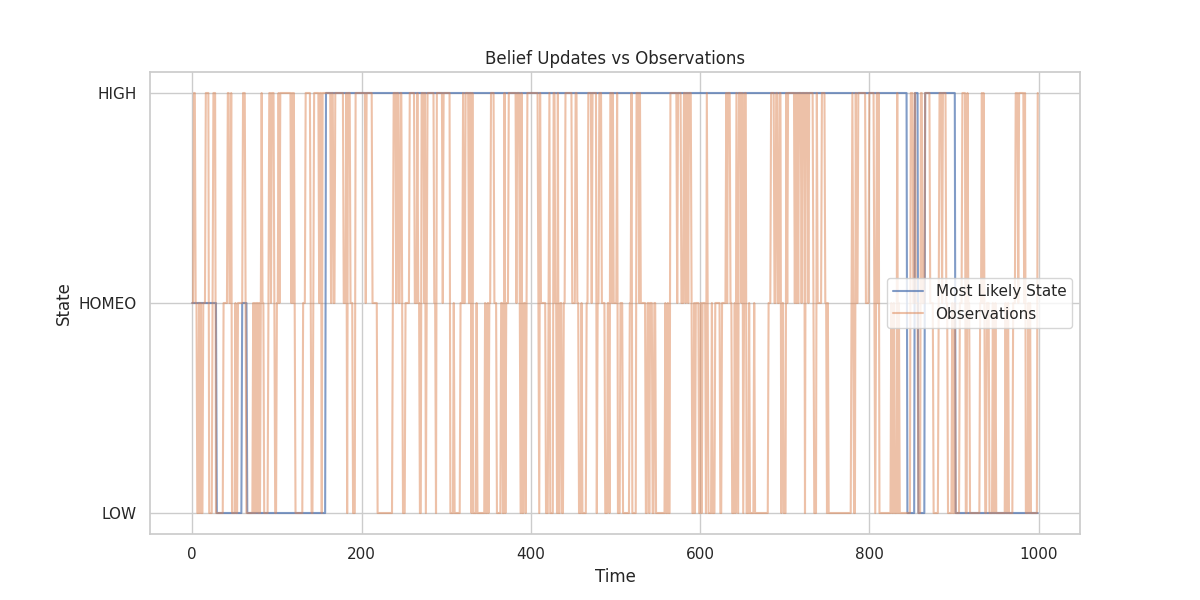 Belief Updates vs Observations
HIGH
HOMEO
LOW
State
Most Likely State
Observations
0 200 400 600 800 1000
Time